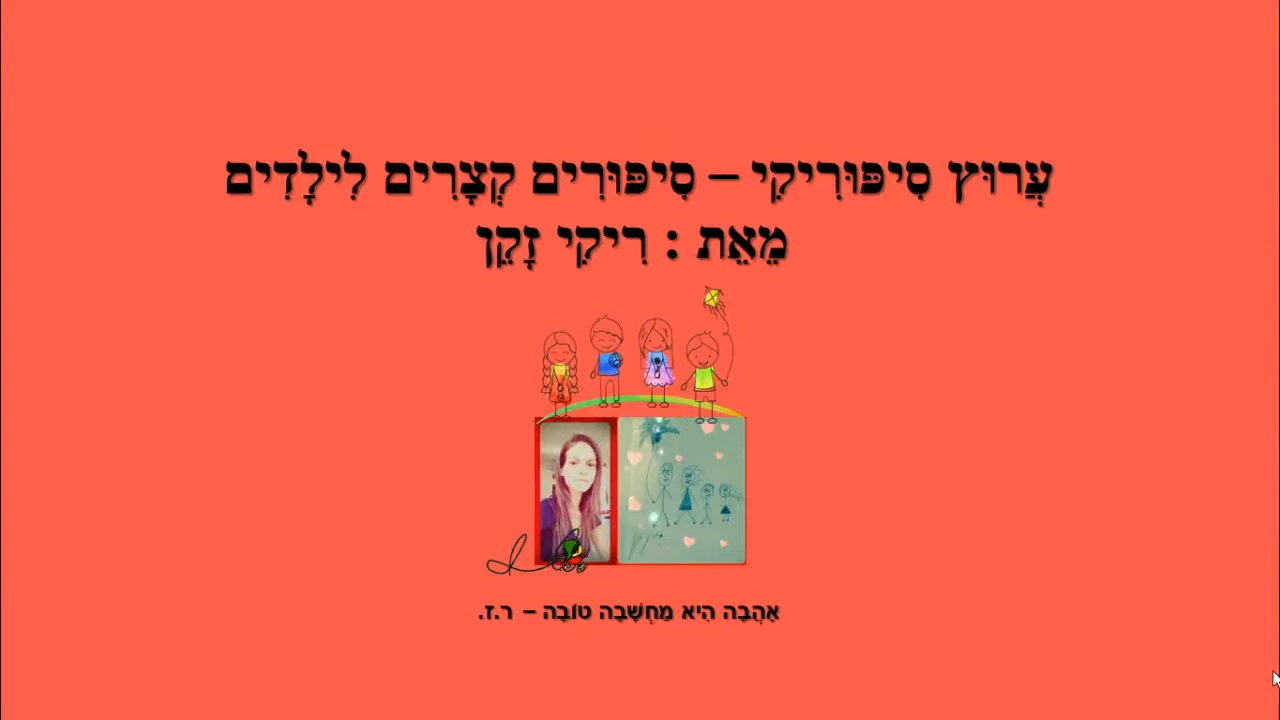 עֲרוּץ סִיפּוּרִיקִי – סִיפּוּרִים קְצָרִים לִילָדִים
מֵאֵת : רִיקִי זָקֵן
אַהֲבָה הִיא מַחְשָׁבָה טוֹבָה – ר.ז.